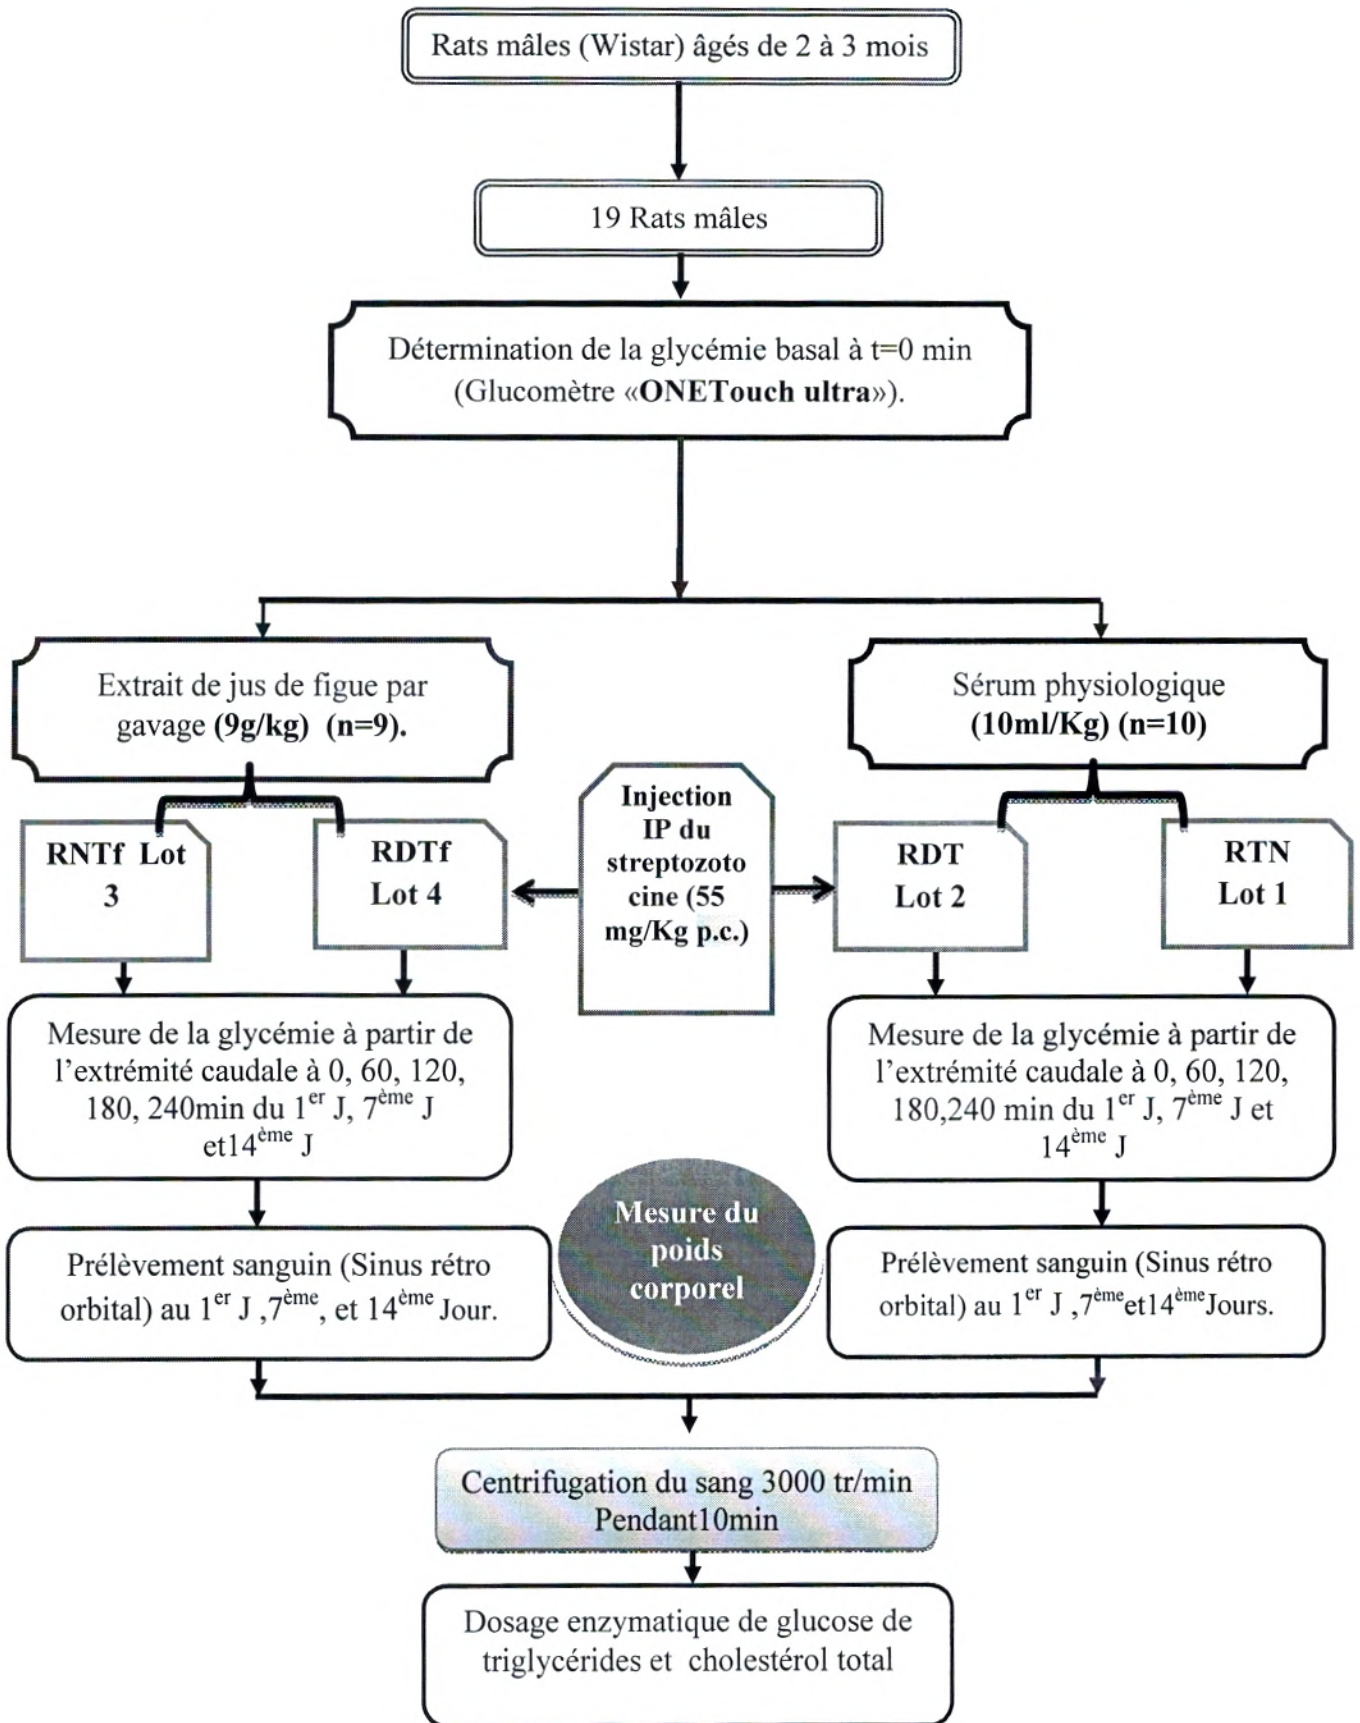 Rats mâles (Wistar) âgés de 2 à 3 mois
19 Rats mâles
Détermination de la glycémie basal à t=0 min
(Glucomètre «ONETouch ultra»).
Extrait de jus de figue par
gavage (9g/kg) (n=9).
Sérum physiologique
(10ml/Kg) (n=10)
RNTf Lot
3
RDTf
Lot 4
Injection
IP du
streptozoto
cine (55
mg/Kg p.c.)
RDT
Lot 2
RTN
Lot 1
Mesure de la glycémie à partir de
l'extrémité caudale à 0, 60, 120,
180, 240min du 1er J, 7ème J
et14ème J
Mesure de la glycémie à partir de
l'extrémité caudale à 0, 60, 120,
180,240 min du 1er J, 7ème J et
14ème J
Prélèvement sanguin (Sinus rétro
orbital) au 1er J ,7ème, et 14ème Jour.
Mesure du
poids
corporel
Prélèvement sanguin (Sinus rétro
orbital) au 1er J ,7èmeet14èmeJours.
Centrifugation du sang 3000 tr/min
Pendant10min
Dosage enzymatique de glucose de
triglycérides et cholestérol total